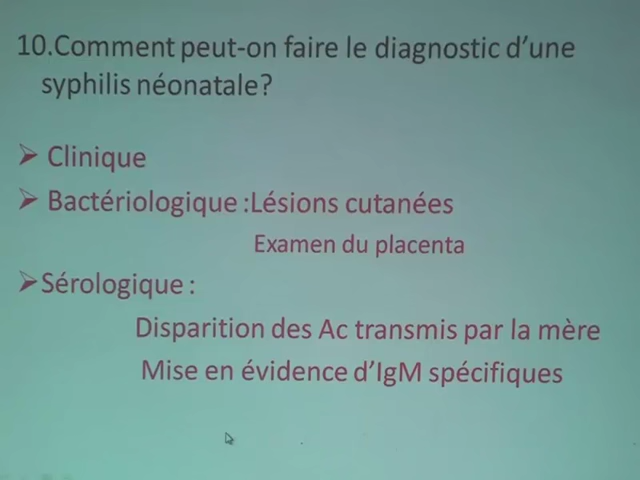 10.Comment peut-on faire le diagnostic d’une
syphilis néonatale?
➢ Clinique
➢ Bactériologique :Lésions cutanées
Examen du placenta
➢Sérologique :
Disparition des Ac transmis par la mère
Mise en évidence d’IgM spécifiques